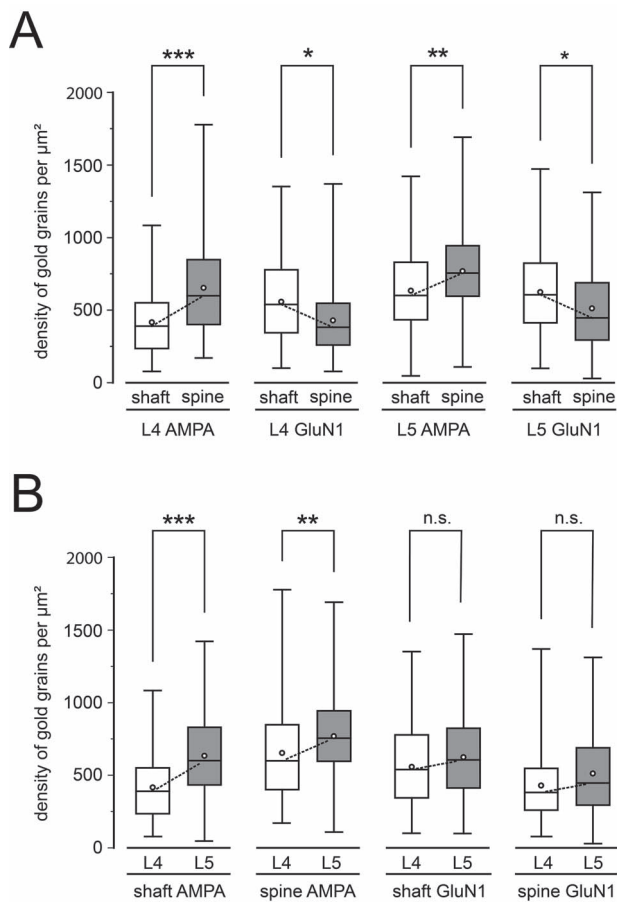 A
*** * ** *
2000
1500
1000
500
0
density of gold grains per µm²
shaft spine shaft spine shaft spine shaft spine
L4 AMPA L4 GluN1 L5 AMPA L5 GluN1
B
*** ** n.s. n.s.
2000
1500
1000
500
0
density of gold grains per µm²
L4 L5 L4 L5 L4 L5 L4 L5
shaft AMPA spine AMPA shaft GluN1 spine GluN1